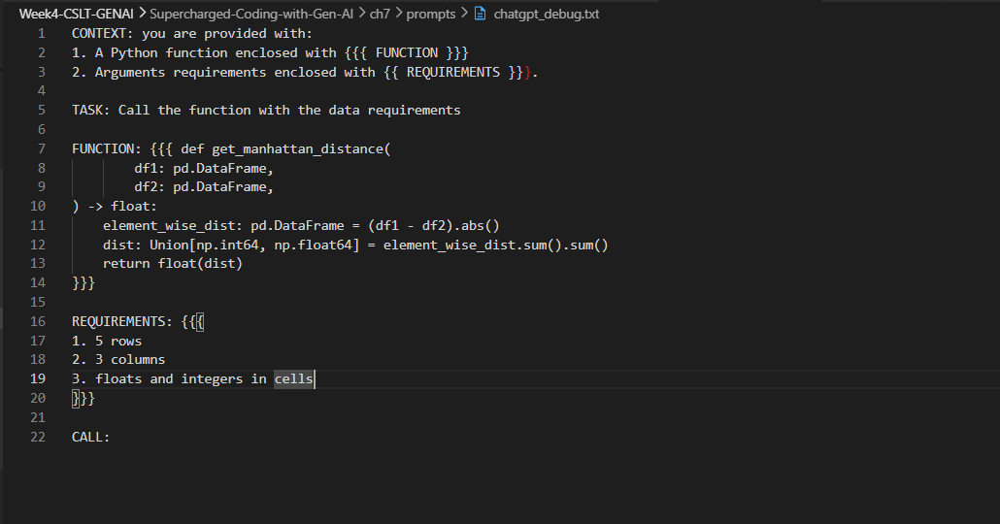 Week4-CSLT-GENAI > Supercharged-Coding-with-Gen-AI > ch7 > prompts > chatgpt_debug.txt
1 CONTEXT: you are provided with:
2 1. A Python function enclosed with {{{ FUNCTION }}}
3 2. Arguments requirements enclosed with {{ REQUIREMENTS }}}.
4
5 TASK: Call the function with the data requirements
6
7 FUNCTION: {{{ def get_manhattan_distance(
8         df1: pd.DataFrame,
9         df2: pd.DataFrame,
10 ) -> float:
11     element_wise_dist: pd.DataFrame = (df1 - df2).abs()
12     dist: Union[np.int64, np.float64] = element_wise_dist.sum().sum()
13     return float(dist)
14 }}}
15
16 REQUIREMENTS: {{{
17 1. 5 rows
18 2. 3 columns
19 3. floats and integers in cells
20 }}}
21
22 CALL: